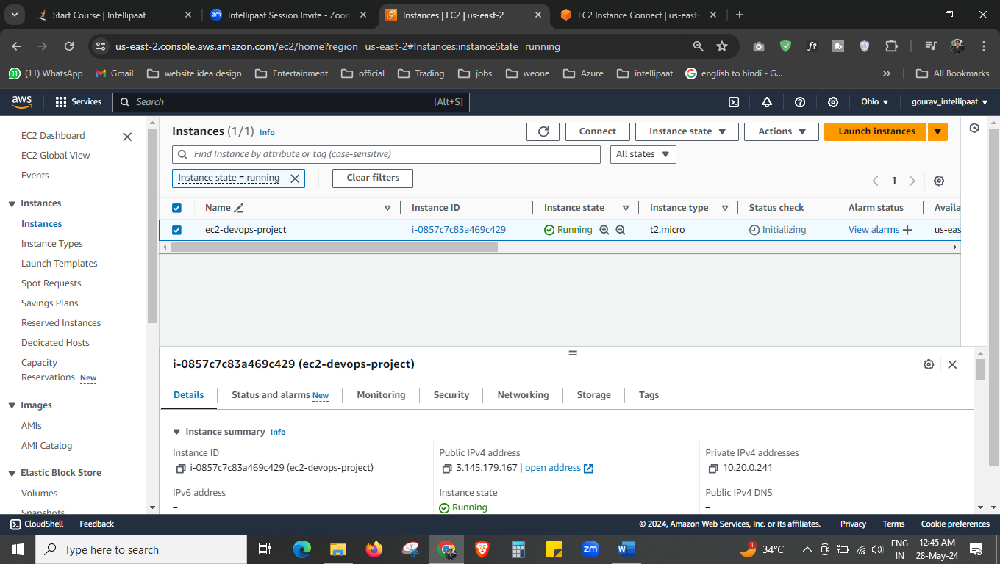 Start Course | Intellipaat
Intellipaat Session Invite - Zoom
Instances | EC2 | us-east-2
EC2 Instance Connect | us-east-
us-east-2.console.aws.amazon.com/ec2/home?region=us-east-2#Instances:instanceState=running
(11) WhatsApp
Gmail
website idea design
Entertainment
official
Trading
jobs
weone
Azure
intellipaat
english to hindi - G...
All Bookmarks
aws
Services
Search
[Alt+S]
Ohio
gourav_intellipaat
EC2 Dashboard
EC2 Global View
Events
Instances
Instances
Instance Types
Launch Templates
Spot Requests
Savings Plans
Reserved Instances
Dedicated Hosts
Capacity
Reservations New
Images
AMIs
AMI Catalog
Elastic Block Store
Volumes
Snapshots
Instances (1/1) Info
Connect
Instance state
Actions
Launch instances
Find Instance by attribute or tag (case-sensitive)
All states
Instance state = running
Clear filters
1
Name
Instance ID
Instance state
Instance type
Status check
Alarm status
Availa
ec2-devops-project
i-0857c7c83a469c429
Running
t2.micro
Initializing
View alarms
us-eas
i-0857c7c83a469c429 (ec2-devops-project)
Details
Status and alarms New
Monitoring
Security
Networking
Storage
Tags
Instance summary Info
Instance ID
i-0857c7c83a469c429 (ec2-devops-project)
Public IPv4 address
3.145.179.167 | open address
Private IPv4 addresses
10.20.0.241
IPv6 address
–
Instance state
Running
Public IPv4 DNS
–
CloudShell
Feedback
© 2024, Amazon Web Services, Inc. or its affiliates.
Privacy
Terms
Cookie preferences
Type here to search
34°C
ENG
IN
12:45 AM
28-May-24